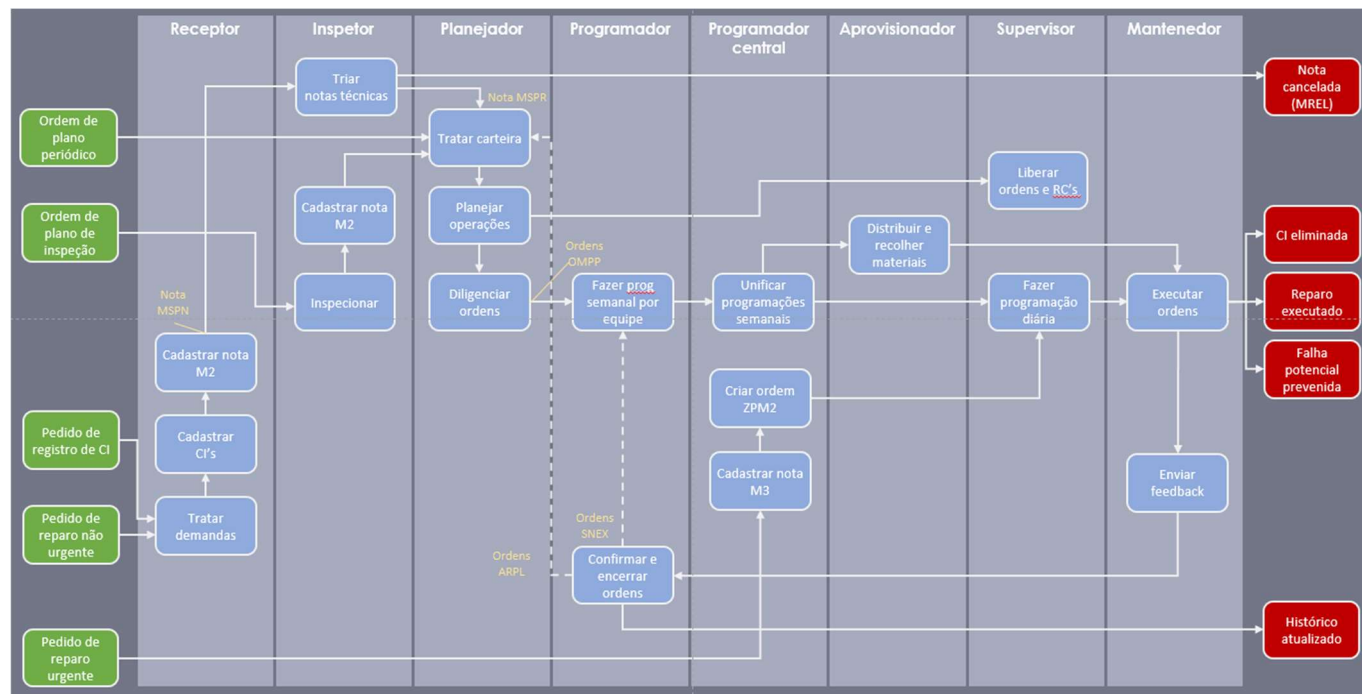 Receptor
Inspetor
Planejador
Programador
Programador
central
Aprovisionador
Supervisor
Mantenedor
Triar
notas técnicas
Nota
cancelada
(MREL)
Nota MSPR
Ordem de
plano
periódico
Tratar carteira
Liberar
ordens e RC's
Ordem de
plano de
inspeção
Cadastrar nota
M2
Planejar
operações
Distribuir e
recolher
materiais
CI eliminada
Ordens
OMPP
Inspecionar
Diligenciar
ordens
Fazer prog
semanal por
equipe
Unificar
programações
semanais
Fazer
programação
diária
Executar
ordens
Reparo
executado
Nota
MSPN
Cadastrar nota
M2
Falha
potencial
prevenida
Criar ordem
ZPM2
Pedido de
registro de CI
Cadastrar
CI's
Cadastrar nota
M3
Enviar
feedback
Pedido de
reparo não
urgente
Tratar
demandas
Ordens
SNEX
Ordens
ARPL
Confirmar e
encerrar
ordens
Histórico
atualizado
Pedido de
reparo
urgente